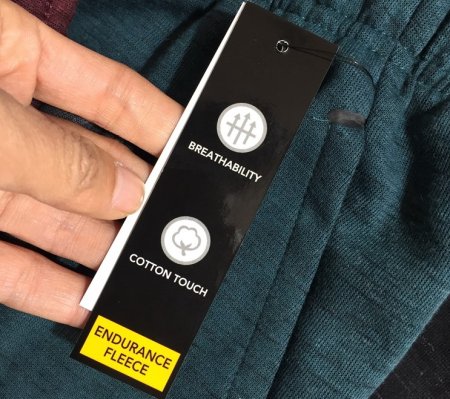 BREATHABILITY
COTTON TOUCH
ENDURANCE
FLEECE